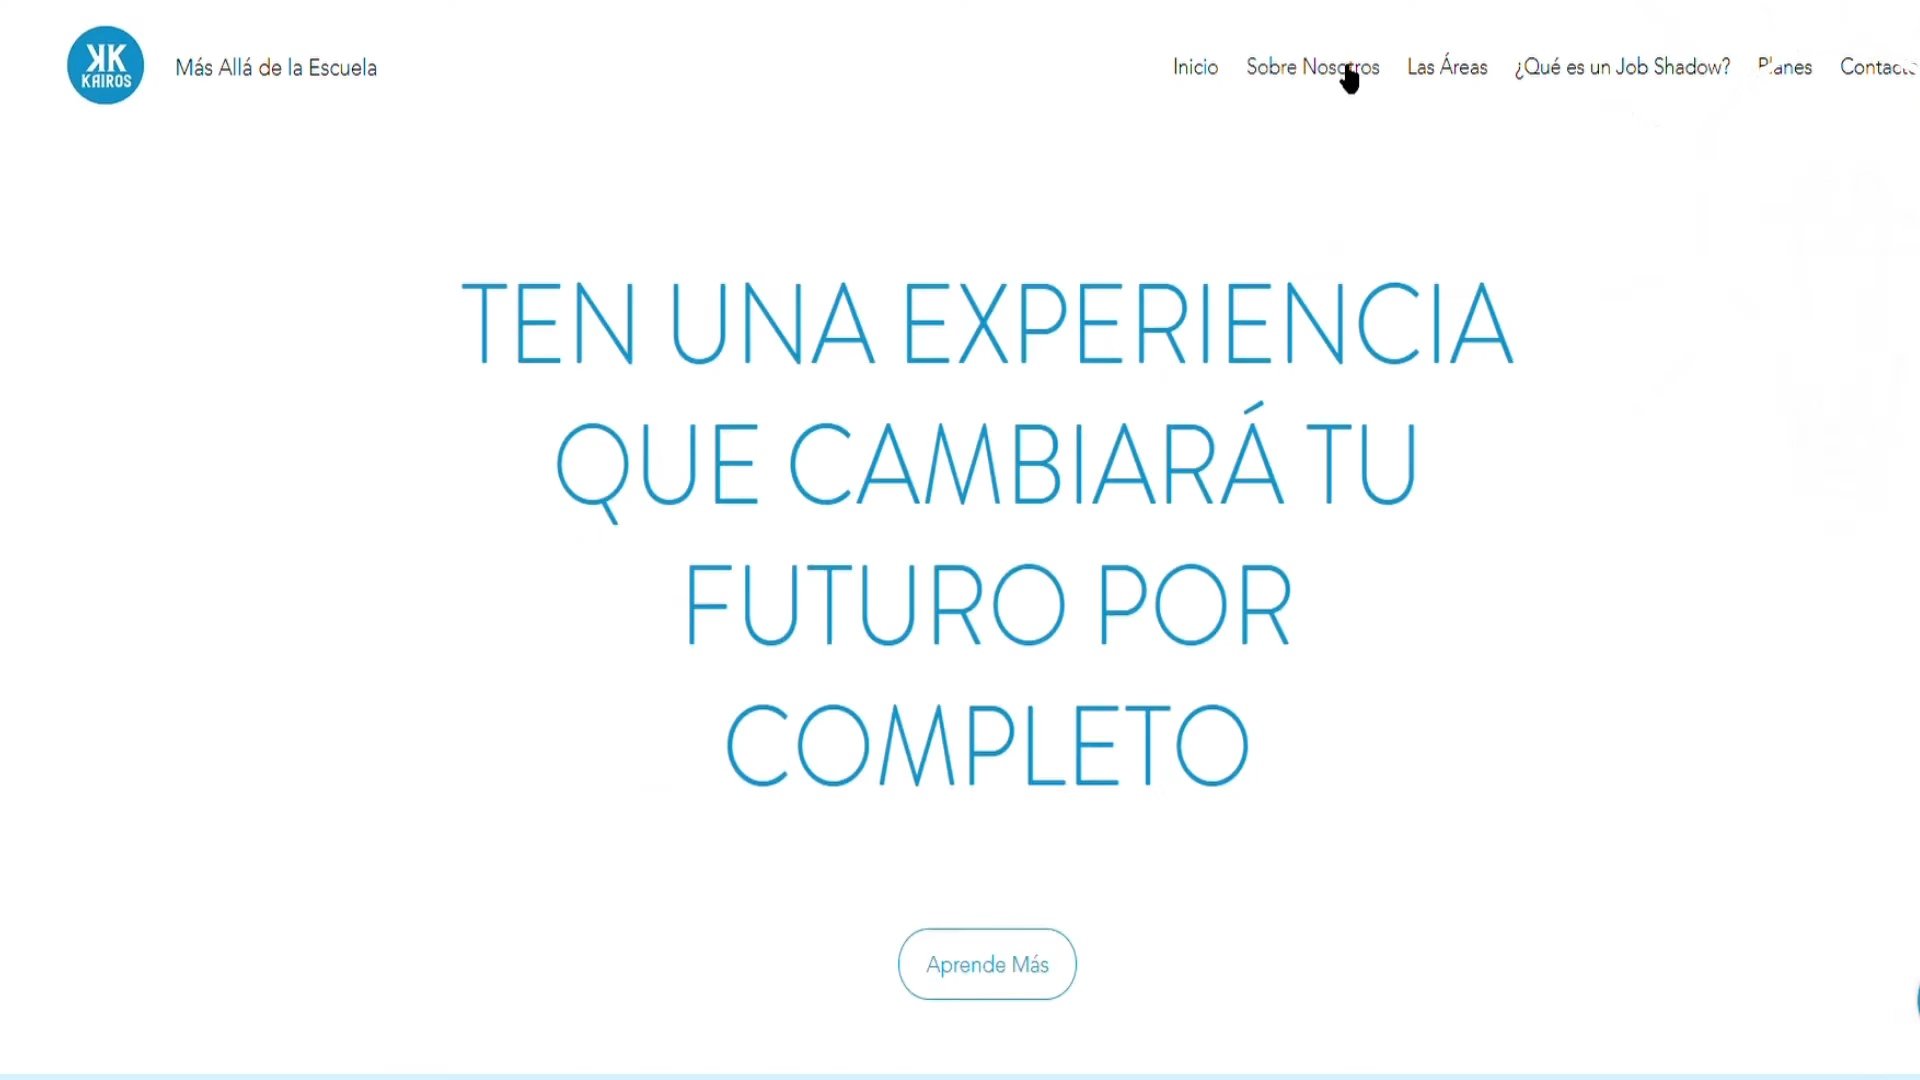 KK
KAIROS
Más Allá de la Escuela
Inicio Sobre Nosotros Las Áreas ¿Qué es un Job Shadow? Planes
TEN UNA EXPERIENCIA
QUE CAMBIARÁ TU
FUTURO POR
COMPLETO
Aprende Más